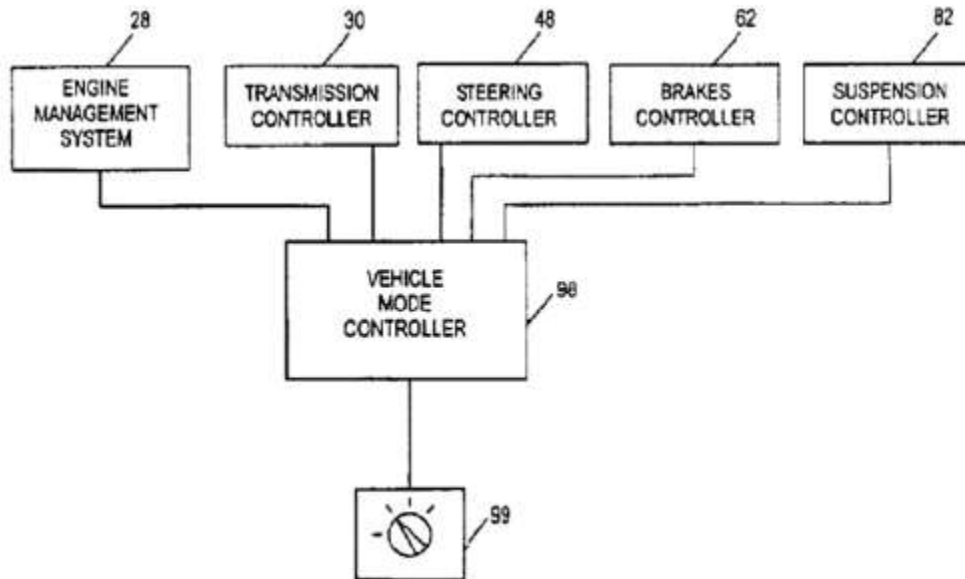 28
30
48
62
82
ENGINE
MANAGEMENT
SYSTEM
TRANSMISSION
CONTROLLER
STEERING
CONTROLLER
BRAKES
CONTROLLER
SUSPENSION
CONTROLLER
VEHICLE
MODE
CONTROLLER
98
99